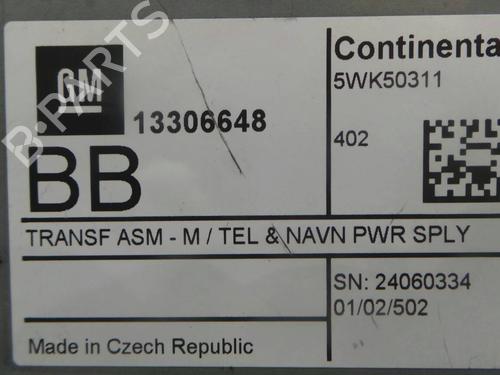 GM
13306648
BB
Continenta
5WK50311
402
TRANSF ASM - M / TEL & NAVN PWR SPLY
SN: 24060334
01/02/502
Made in Czech Republic
B-PARTS